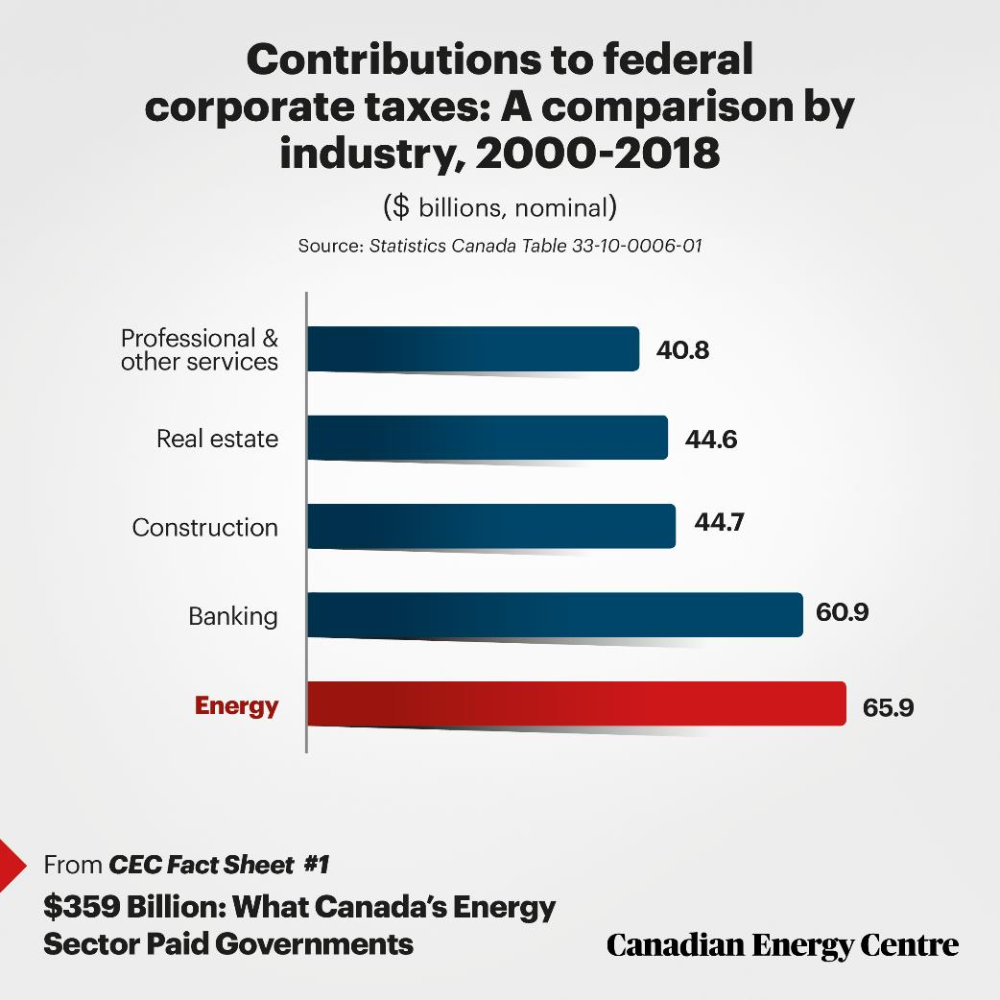 Contributions to federal
corporate taxes: A comparison by
industry, 2000-2018
($ billions, nominal)
Source: Statistics Canada Table 33-10-0006-01
Professional &
other services
40.8
Real estate
44.6
Construction
44.7
Banking
60.9
Energy
65.9
From CEC Fact Sheet #1
$359 Billion: What Canada's Energy
Sector Paid Governments
Canadian Energy Centre